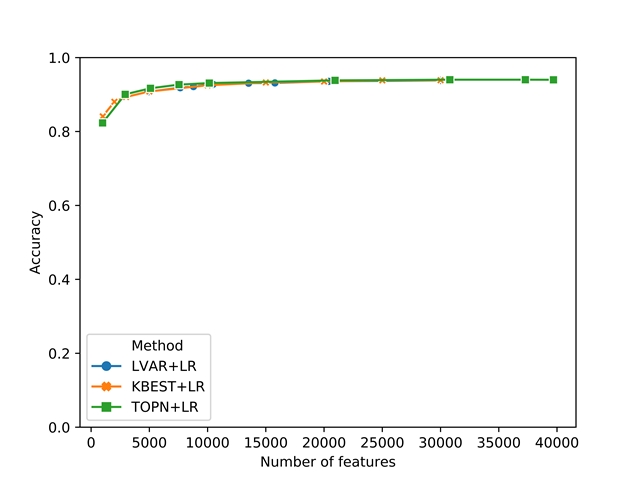 1.0
0.8
0.6
0.4
0.2
0.0
Accuracy
Method
LVAR+LR
KBEST+LR
TOPN+LR
0 5000 10000 15000 20000 25000 30000 35000 40000
Number of features